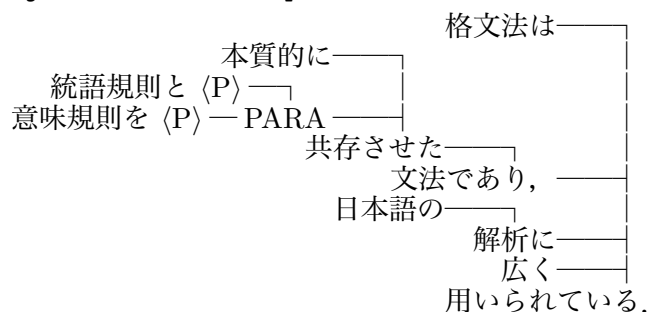 格文法は
本質的に
統語規則と 〈P〉
意味規則を 〈P〉 PARA
共存させた
文法であり，
日本語の
解析に
広く
用いられている．